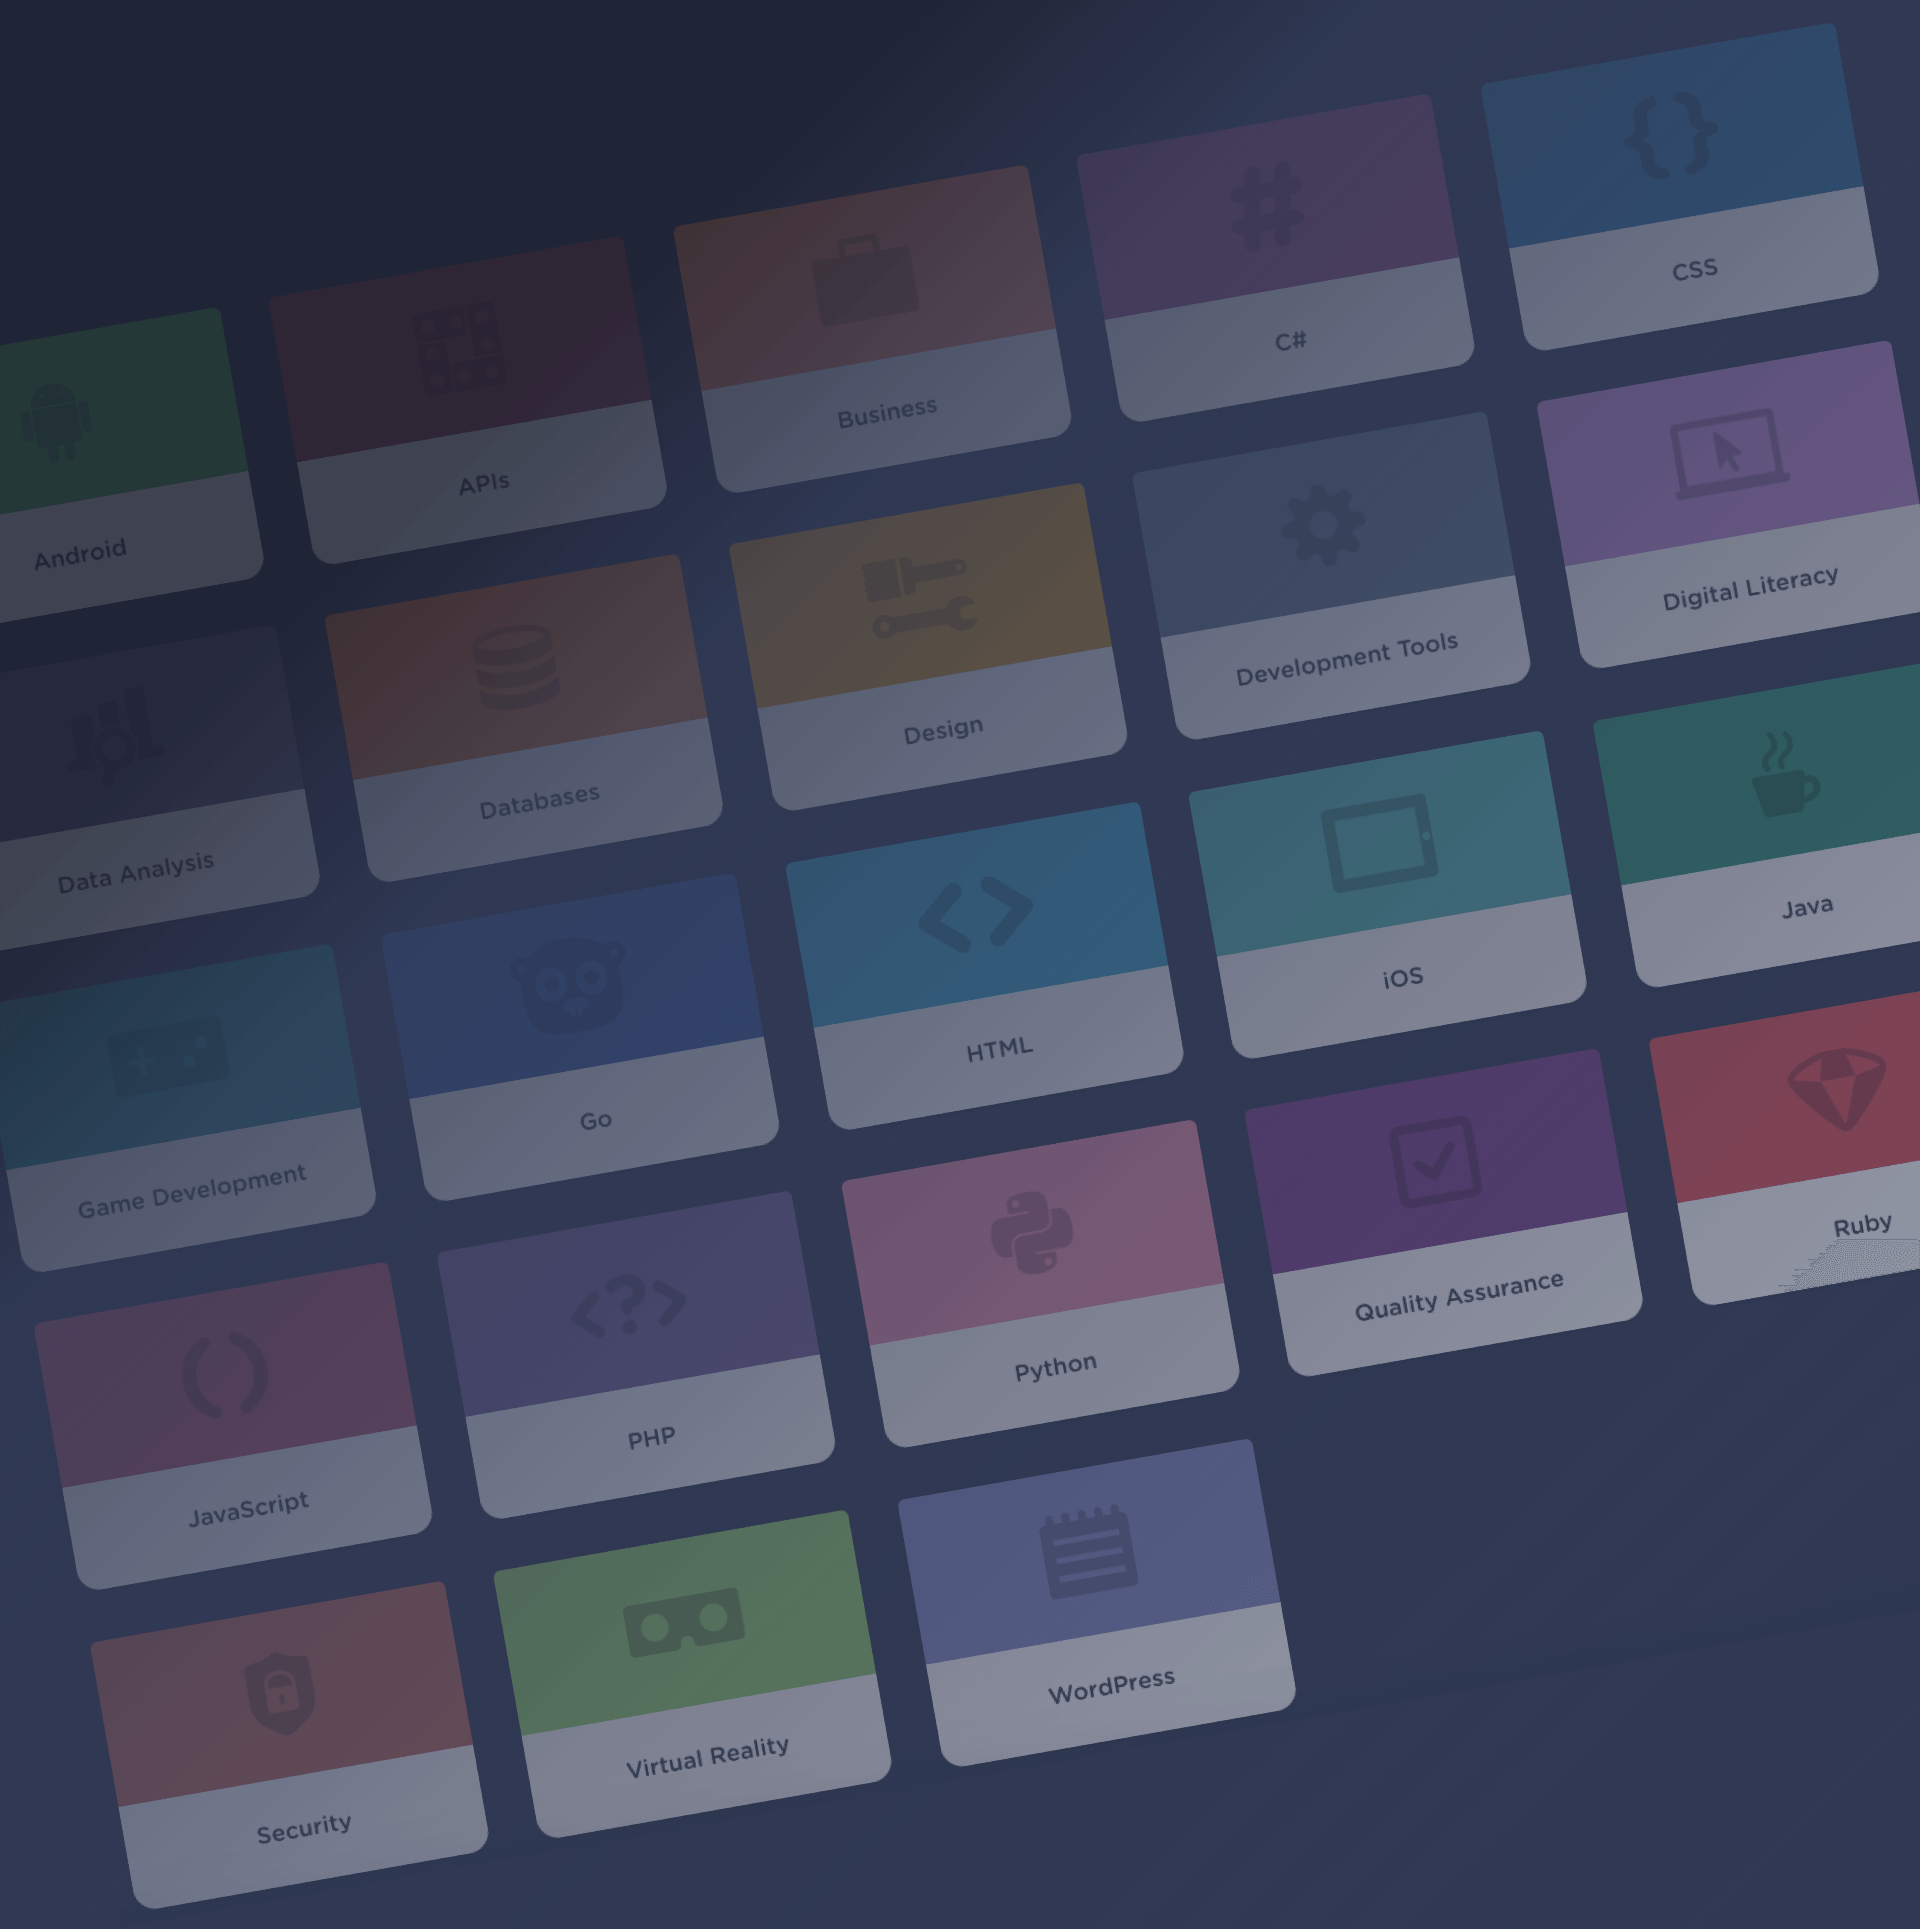 Android
APIs
Business
C#
CSS
Data Analysis
Databases
Design
Development Tools
Digital Literacy
Game Development
Go
HTML
iOS
Java
JavaScript
PHP
Python
Quality Assurance
Ruby
Security
Virtual Reality
WordPress